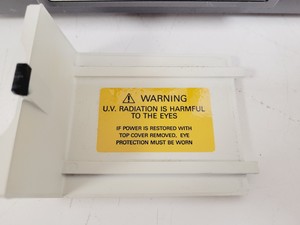 ⚠ WARNING
U.V. RADIATION IS HARMFUL
TO THE EYES
IF POWER IS RESTORED WITH
TOP COVER REMOVED. EYE
PROTECTION MUST BE WORN